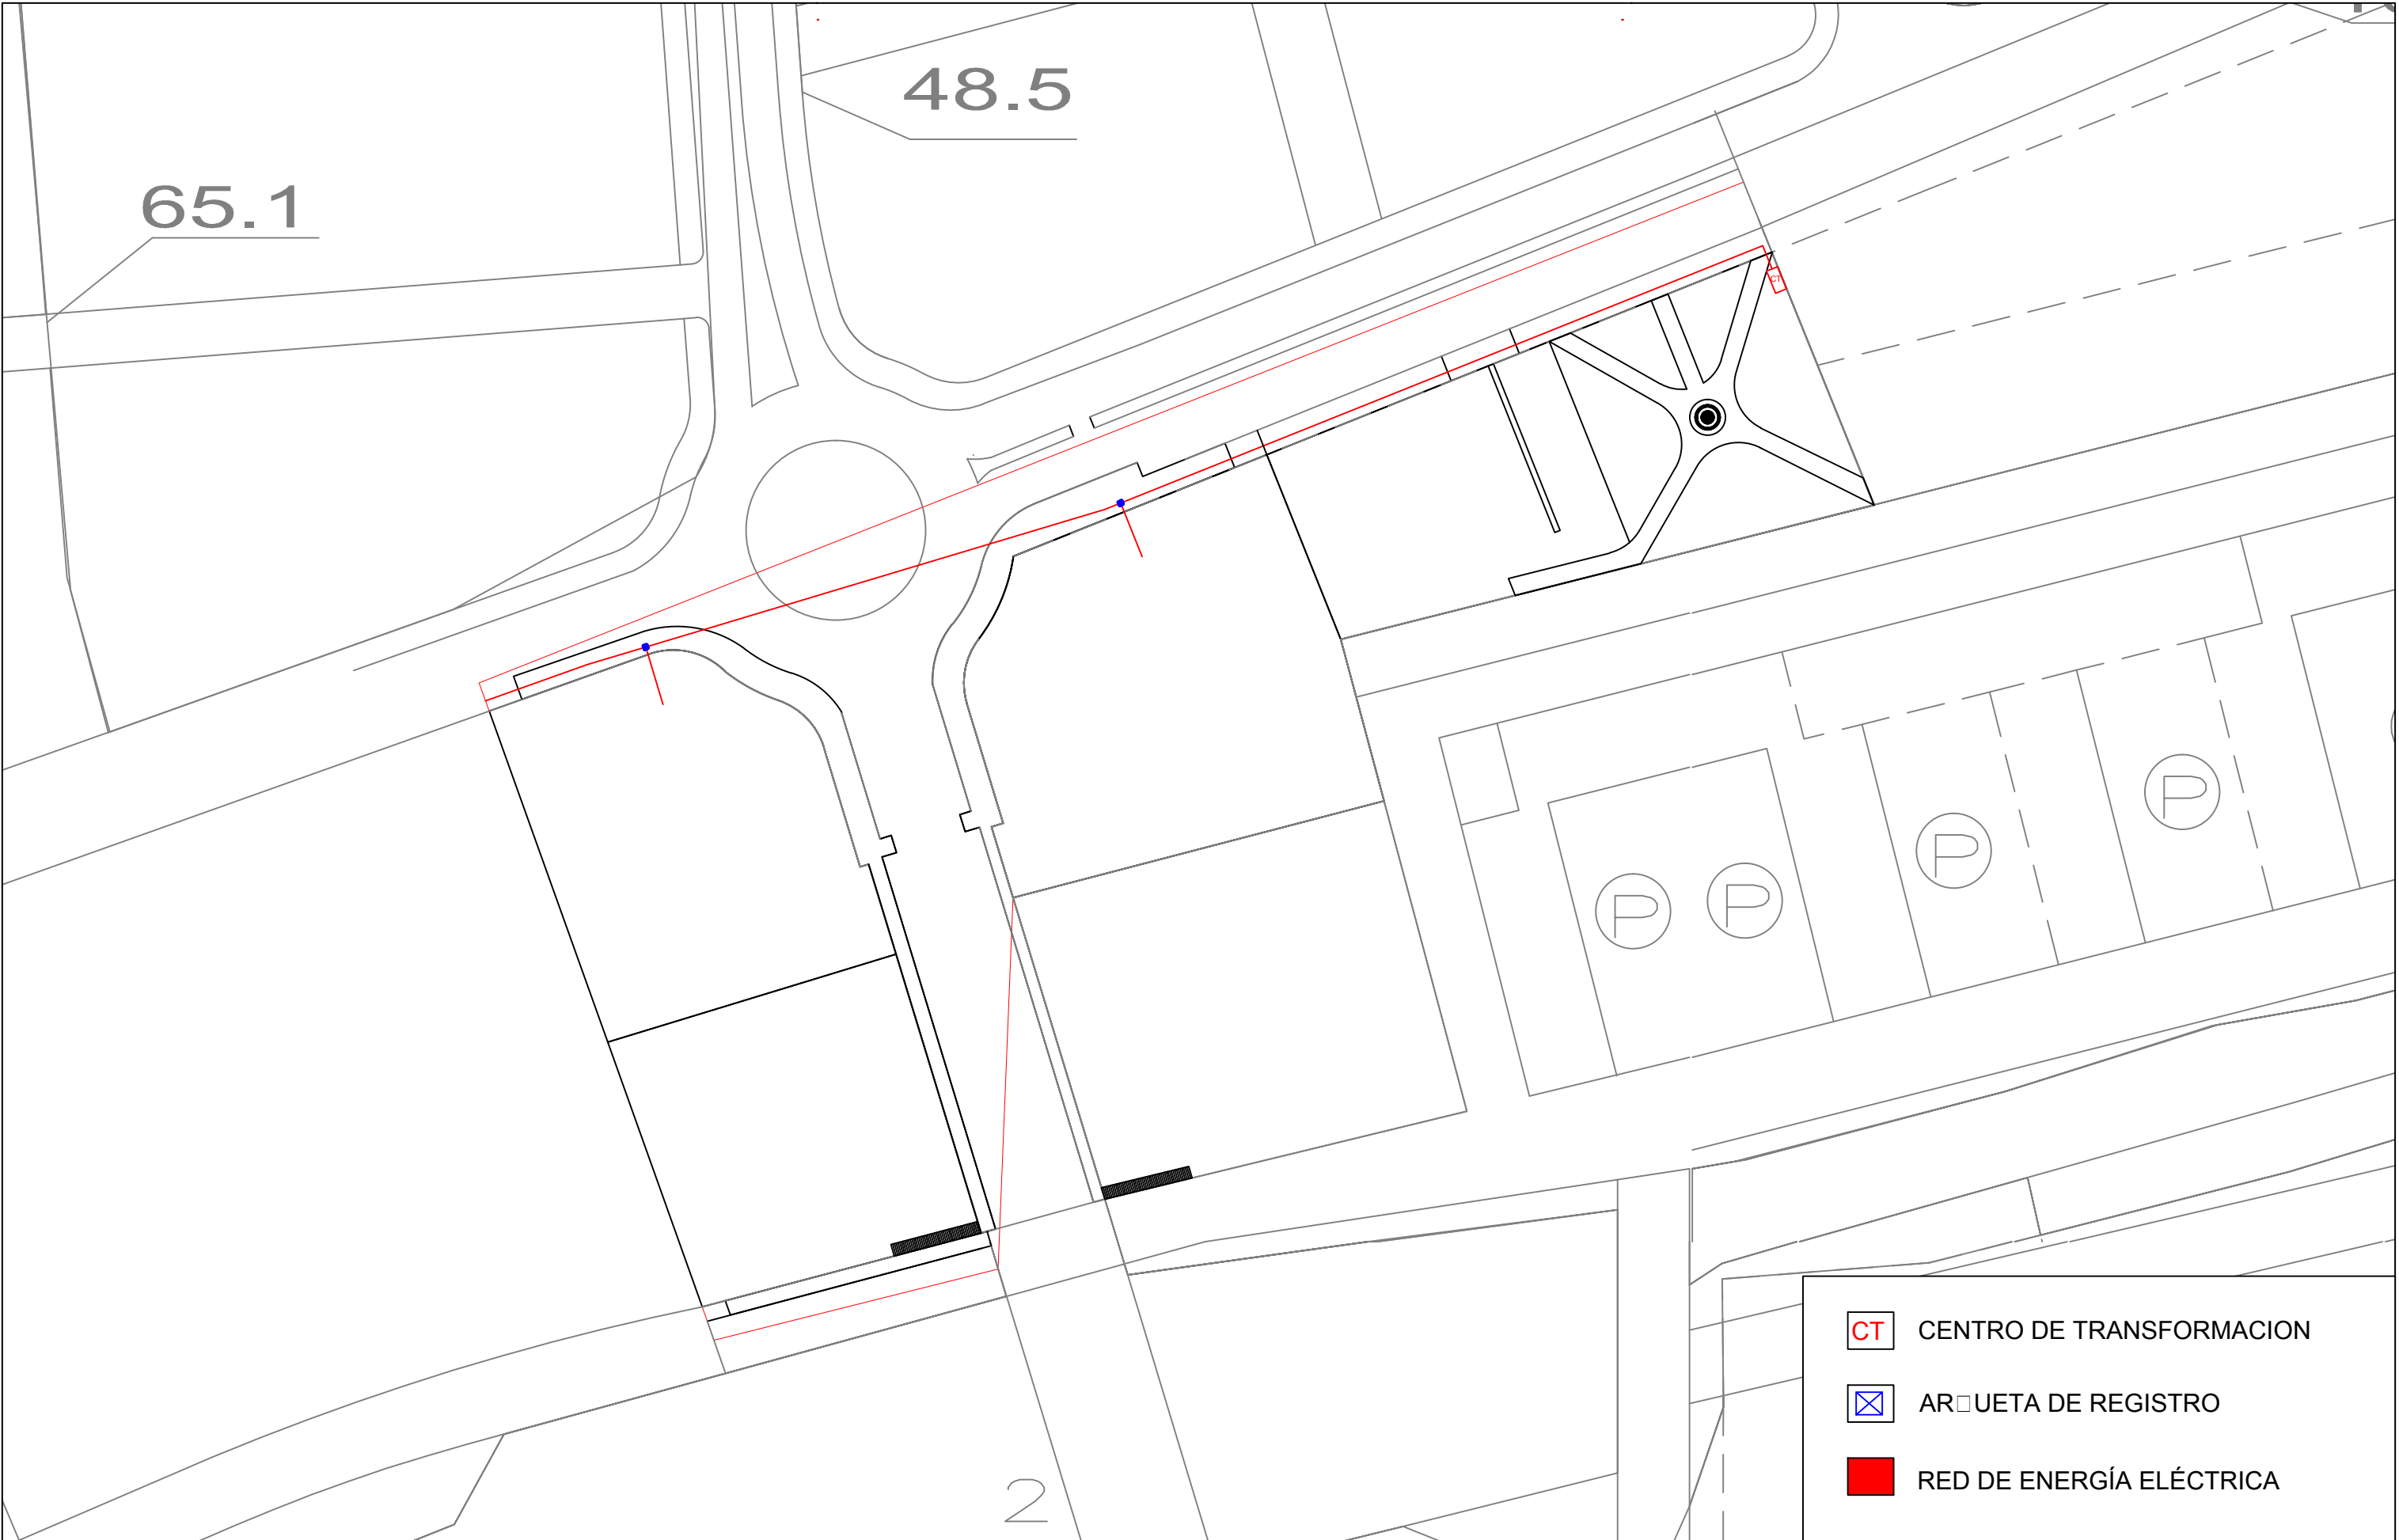 48.5
65.1
CT
P
P
P
P
2
CT CENTRO DE TRANSFORMACION
AR□UETA DE REGISTRO
RED DE ENERGÍA ELÉCTRICA